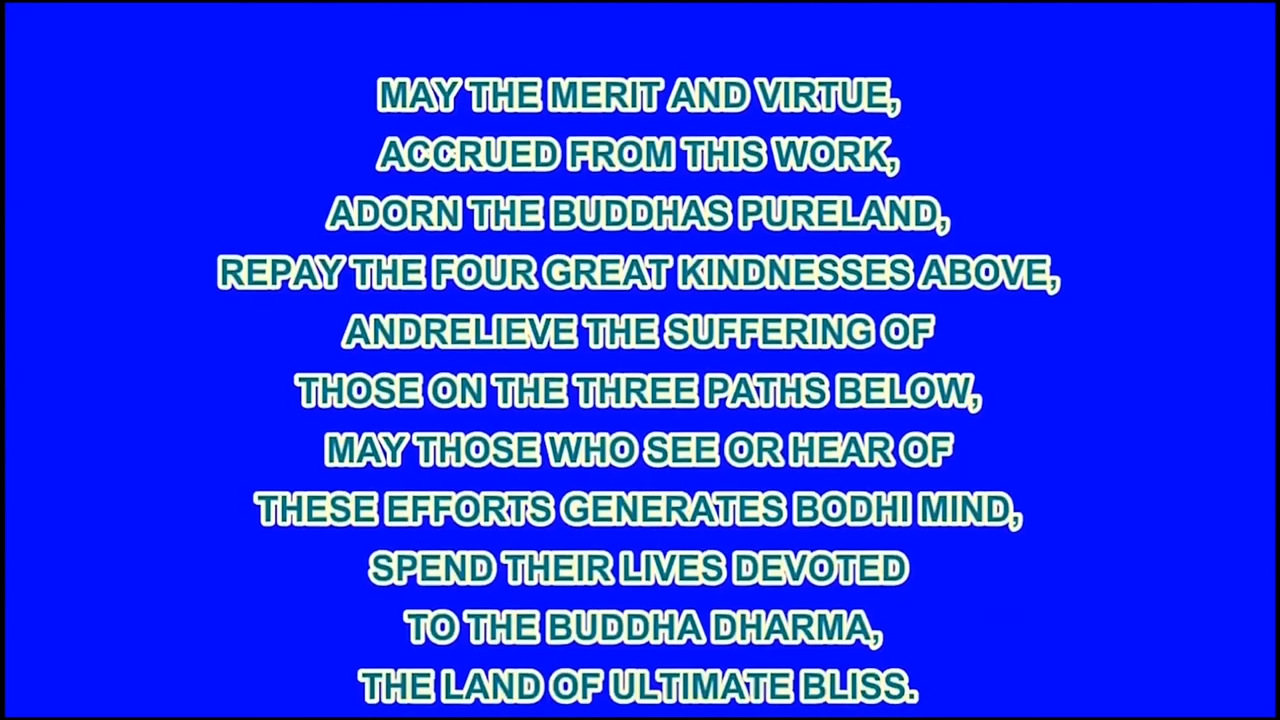 MAY THE MERIT AND VIRTUE,
ACCRUED FROM THIS WORK,
ADORN THE BUDDHAS PURELAND,
REPAY THE FOUR GREAT KINDNESSES ABOVE,
ANDRELIEVE THE SUFFERING OF
THOSE ON THE THREE PATHS BELOW,
MAY THOSE WHO SEE OR HEAR OF
THESE EFFORTS GENERATES BODHI MIND,
SPEND THEIR LIVES DEVOTED
TO THE BUDDHA DHARMA,
THE LAND OF ULTIMATE BLISS.